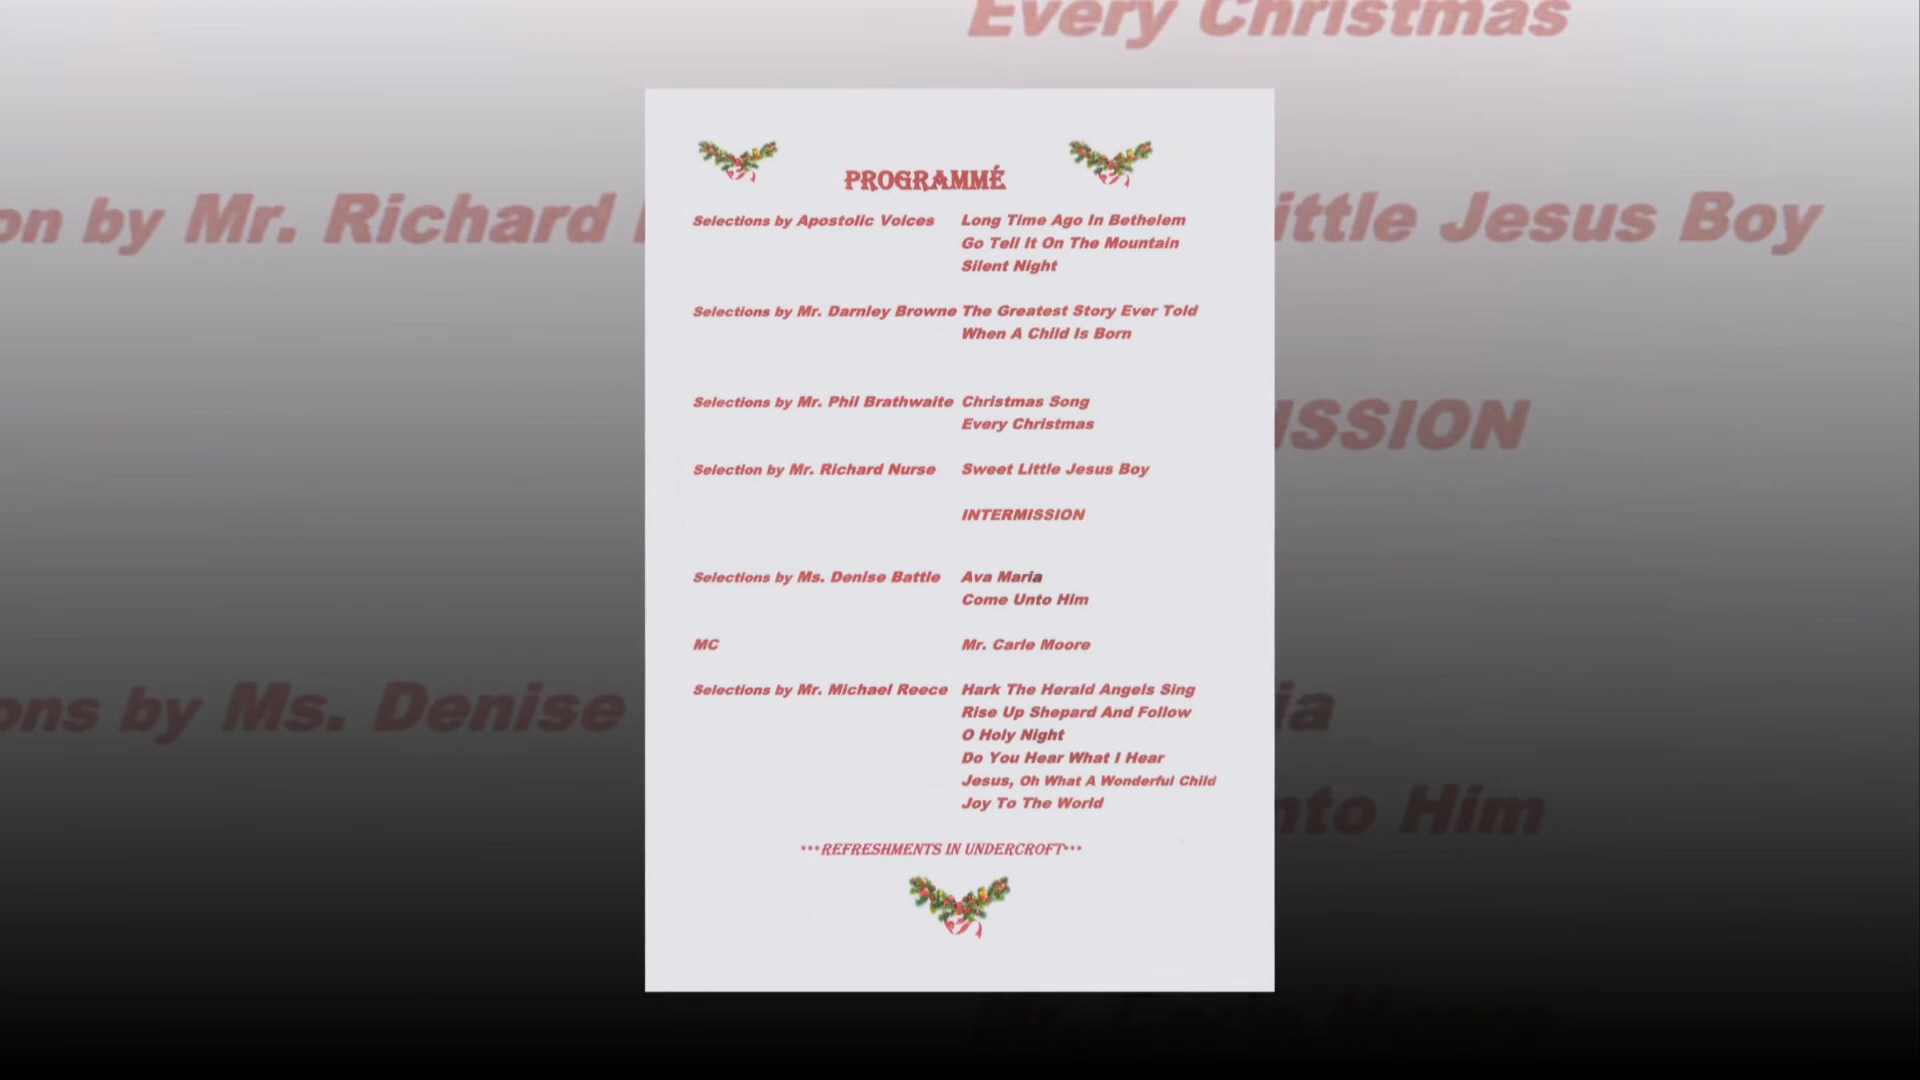 Every Christmas
on by Mr. Richard
ittle Jesus Boy
ISSION
ons by Ms. Denise
ia
nto Him
PROGRAMMÉ
Selections by Apostolic Voices Long Time Ago In Bethelem
Go Tell It On The Mountain
Silent Night
Selections by Mr. Darnley Browne The Greatest Story Ever Told
When A Child Is Born
Selections by Mr. Phil Brathwaite Christmas Song
Every Christmas
Selection by Mr. Richard Nurse Sweet Little Jesus Boy
INTERMISSION
Selections by Ms. Denise Battle Ava Maria
Come Unto Him
MC Mr. Carle Moore
Selections by Mr. Michael Reece Hark The Herald Angels Sing
Rise Up Shepard And Follow
O Holy Night
Do You Hear What I Hear
Jesus, Oh What A Wonderful Child
Joy To The World
***REFRESHMENTS IN UNDERCROFT***